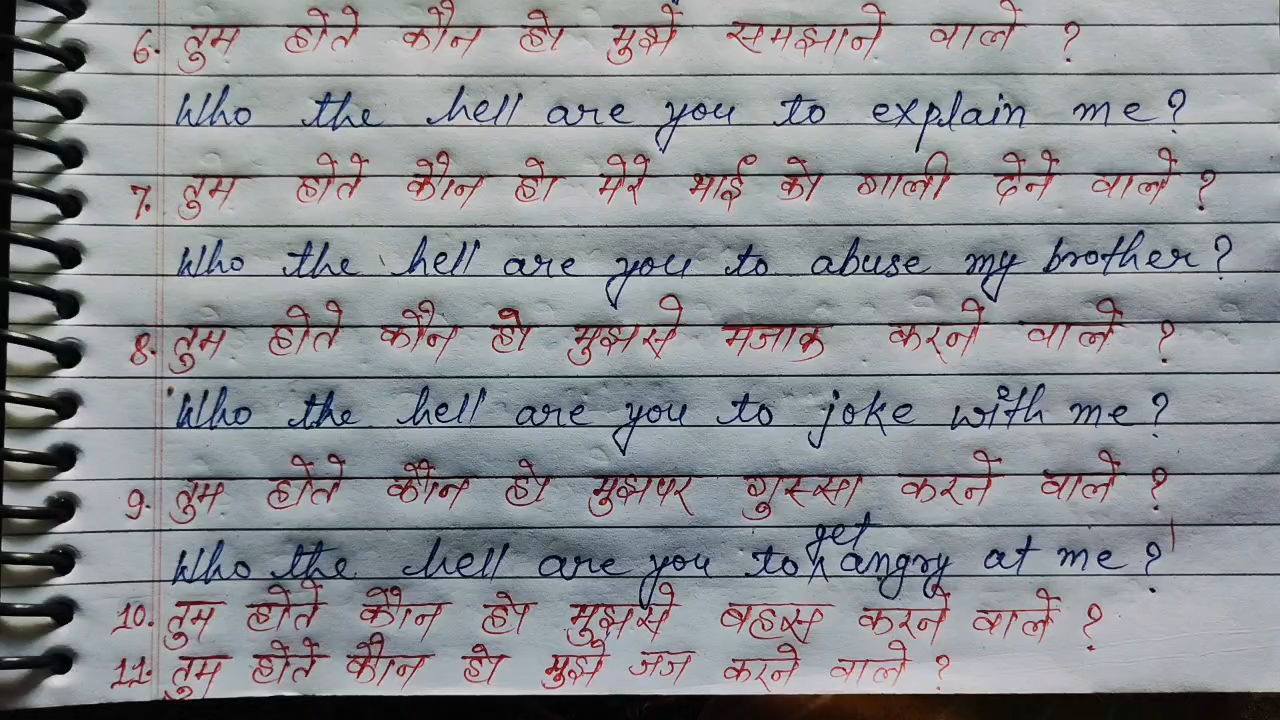 6. तुम होते कौन हो मुझे समझाने वाले ?
Who the hell are you to explain me?
7. तुम होते कौन हो मेरे भाई को गाली देने वाले ?
Who the hell are you to abuse my brother?
8. तुम होते कौन हो मुझसे मजाक करने वाले ?
Who the hell are you to joke with me?
9. तुम होते कौन हो मुझपर गुस्सा करने वाले ?
Who the hell are you to get angry at me?
10. तुम होते कौन हो मुझसे बहस करने वाले ?
11. तुम होते कौन हो मुझे जज करने वाले ?